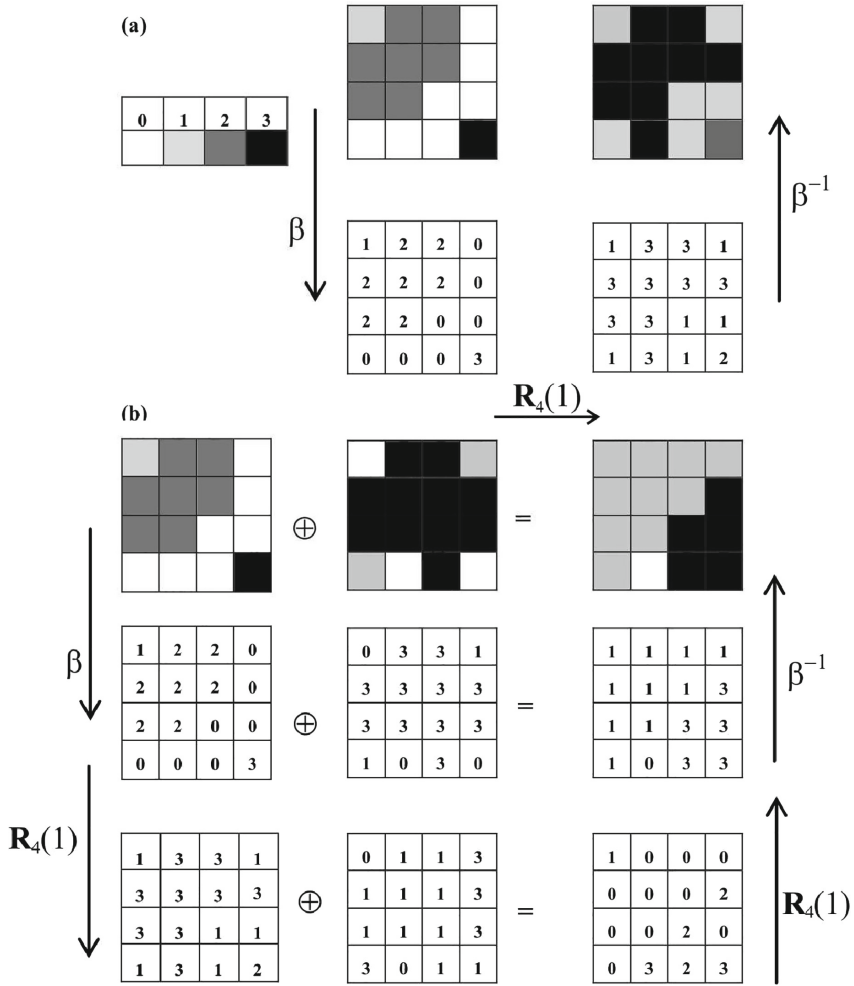 (a)
0 1 2 3
β
β⁻¹
1 2 2 0
2 2 2 0
2 2 0 0
0 0 0 3
1 3 3 1
3 3 3 3
3 3 1 1
1 3 1 2
R₄(1)
(b)
⊕ =
β
β⁻¹
1 2 2 0
2 2 2 0
2 2 0 0
0 0 0 3
⊕
0 3 3 1
3 3 3 3
3 3 3 3
1 0 3 0
=
1 1 1 1
1 1 1 3
1 1 3 3
1 0 3 3
R₄(1)
1 3 3 1
3 3 3 3
3 3 1 1
1 3 1 2
⊕
0 1 1 3
1 1 1 3
1 1 1 3
3 0 1 1
=
1 0 0 0
0 0 0 2
0 0 2 0
0 3 2 3
R₄(1)